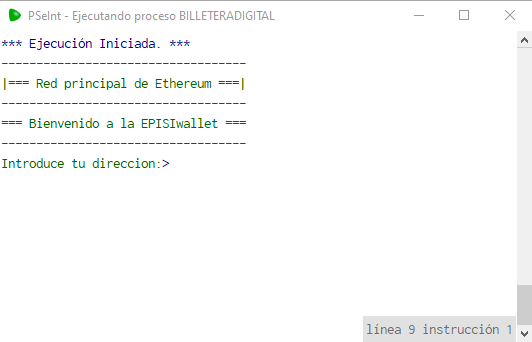 PSeInt - Ejecutando proceso BILLETERADIGITAL
*** Ejecución Iniciada. ***
--------------------------------
|=== Red principal de Ethereum ===|
--------------------------------
=== Bienvenido a la EPISIwallet ===
--------------------------------
Introduce tu direccion:>
línea 9 instrucción 1